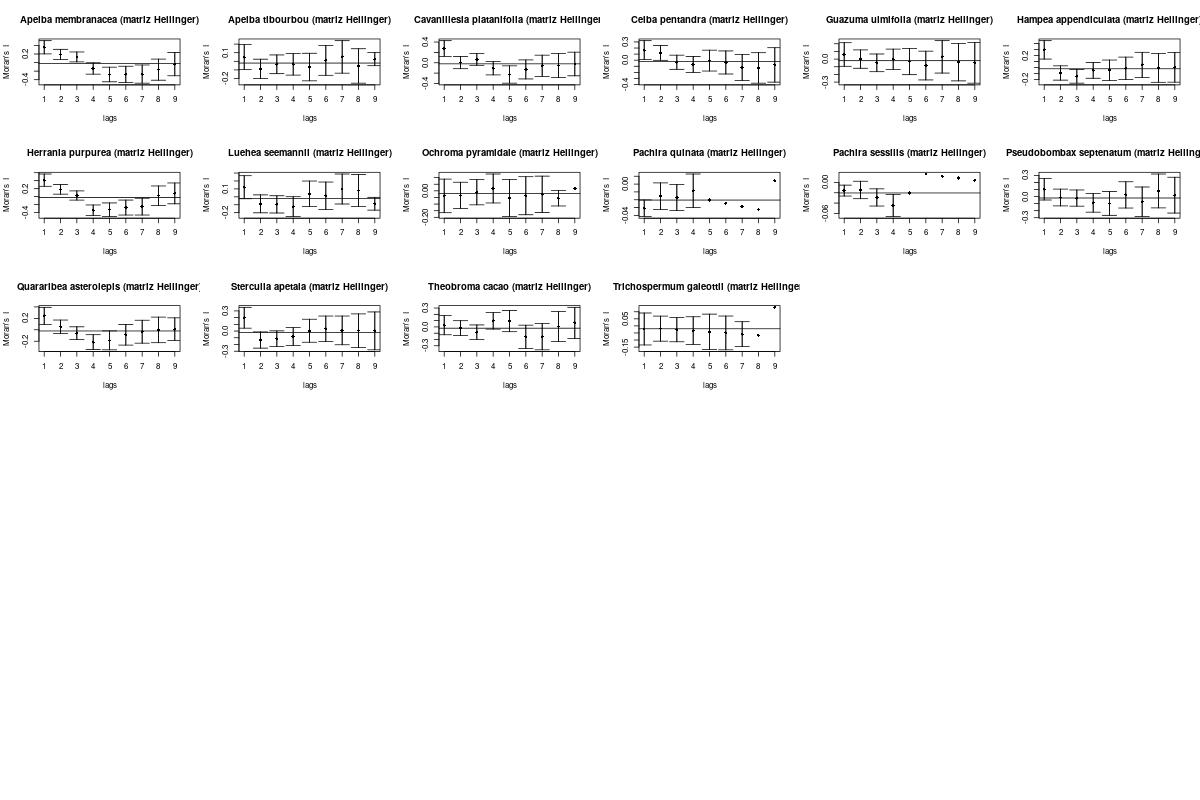 Apeiba membranacea (matriz Hellinger)
Moran's I
0.2
-0.4
1 2 3 4 5 6 7 8 9
lags
Apeiba tibourbou (matriz Hellinger)
Moran's I
0.1
-0.2
1 2 3 4 5 6 7 8 9
lags
Cavanillesia platanifolia (matriz Hellinger
Moran's I
0.4
0.0
-0.4
1 2 3 4 5 6 7 8 9
lags
Ceiba pentandra (matriz Hellinger)
Moran's I
0.3
0.0
-0.4
1 2 3 4 5 6 7 8 9
lags
Guazuma ulmifolia (matriz Hellinger)
Moran's I
0.0
-0.3
1 2 3 4 5 6 7 8 9
lags
Hampea appendiculata (matriz Hellinger)
Moran's I
0.2
-0.2
1 2 3 4 5 6 7 8 9
lags
Herrania purpurea (matriz Hellinger)
Moran's I
0.2
-0.4
1 2 3 4 5 6 7 8 9
lags
Luehea seemannii (matriz Hellinger)
Moran's I
0.1
-0.2
1 2 3 4 5 6 7 8 9
lags
Ochroma pyramidale (matriz Hellinger)
Moran's I
0.00
-0.20
1 2 3 4 5 6 7 8 9
lags
Pachira quinata (matriz Hellinger)
Moran's I
0.00
-0.04
1 2 3 4 5 6 7 8 9
lags
Pachira sessilis (matriz Hellinger)
Moran's I
0.00
-0.06
1 2 3 4 5 6 7 8 9
lags
Pseudobombax septenatum (matriz Helling
Moran's I
0.3
0.0
-0.3
1 2 3 4 5 6 7 8 9
lags
Quararibea asterolepis (matriz Hellinger)
Moran's I
0.2
-0.2
1 2 3 4 5 6 7 8 9
lags
Sterculia apetala (matriz Hellinger)
Moran's I
0.3
0.0
-0.3
1 2 3 4 5 6 7 8 9
lags
Theobroma cacao (matriz Hellinger)
Moran's I
0.3
0.0
-0.3
1 2 3 4 5 6 7 8 9
lags
Trichospermum galeottii (matriz Hellinge
Moran's I
0.05
-0.15
1 2 3 4 5 6 7 8 9
lags